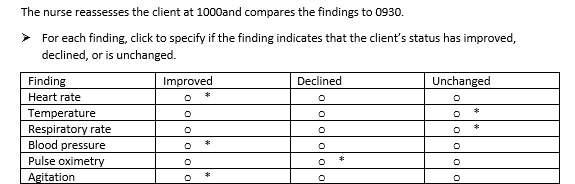 The nurse reassesses the client at 1000and compares the findings to 0930.
➤ For each finding, click to specify if the finding indicates that the client’s status has improved,
declined, or is unchanged.
Finding Improved Declined Unchanged
Heart rate ○ * ○ ○
Temperature ○ ○ ○ *
Respiratory rate ○ ○ ○ *
Blood pressure ○ * ○ ○
Pulse oximetry ○ ○ * ○
Agitation ○ * ○ ○